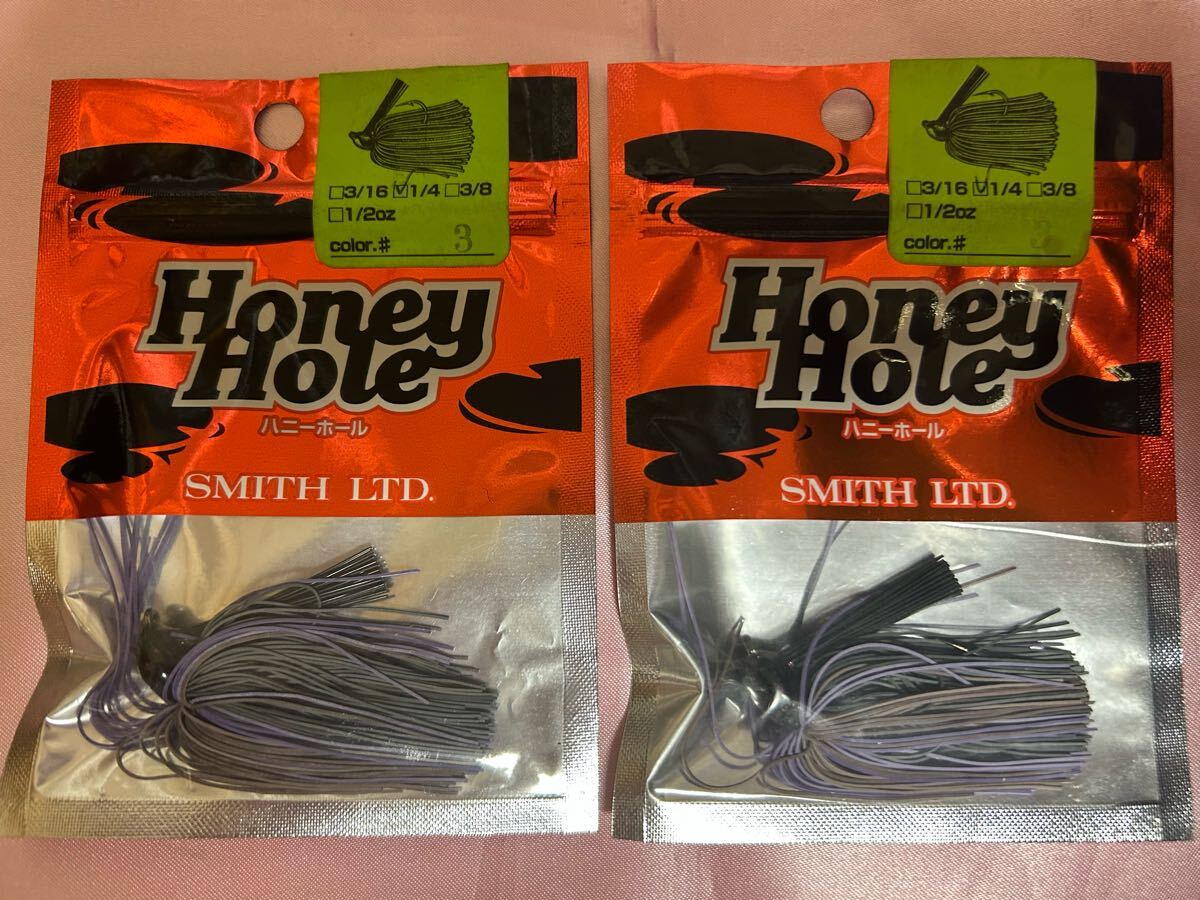 □3/16 ☑1/4 □3/8
□1/2oz
color.# 3
Honey
Hole
ハニーホール
SMITH LTD.
□3/16 ☑1/4 □3/8
□1/2oz
color.# 3
Honey
Hole
ハニーホール
SMITH LTD.